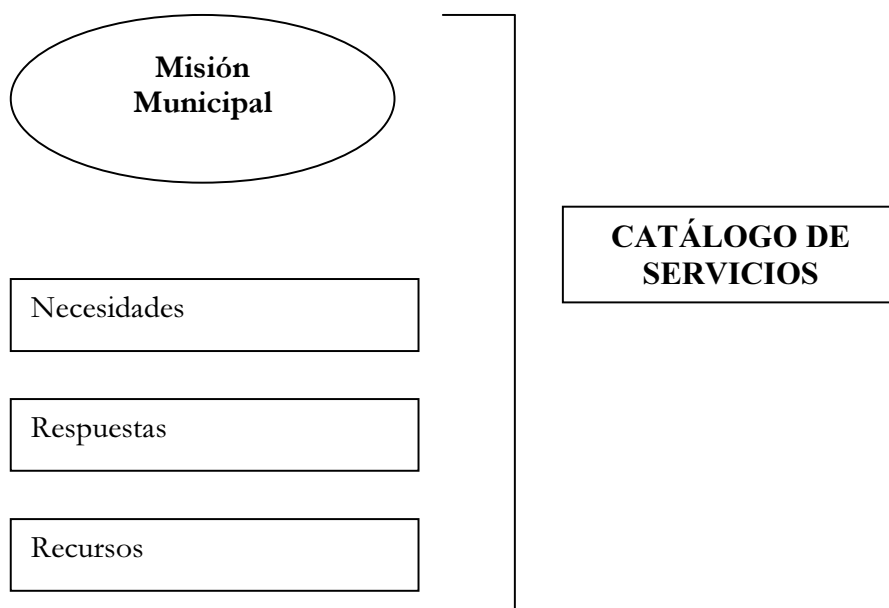 Misión
Municipal
CATÁLOGO DE
SERVICIOS
Necesidades
Respuestas
Recursos